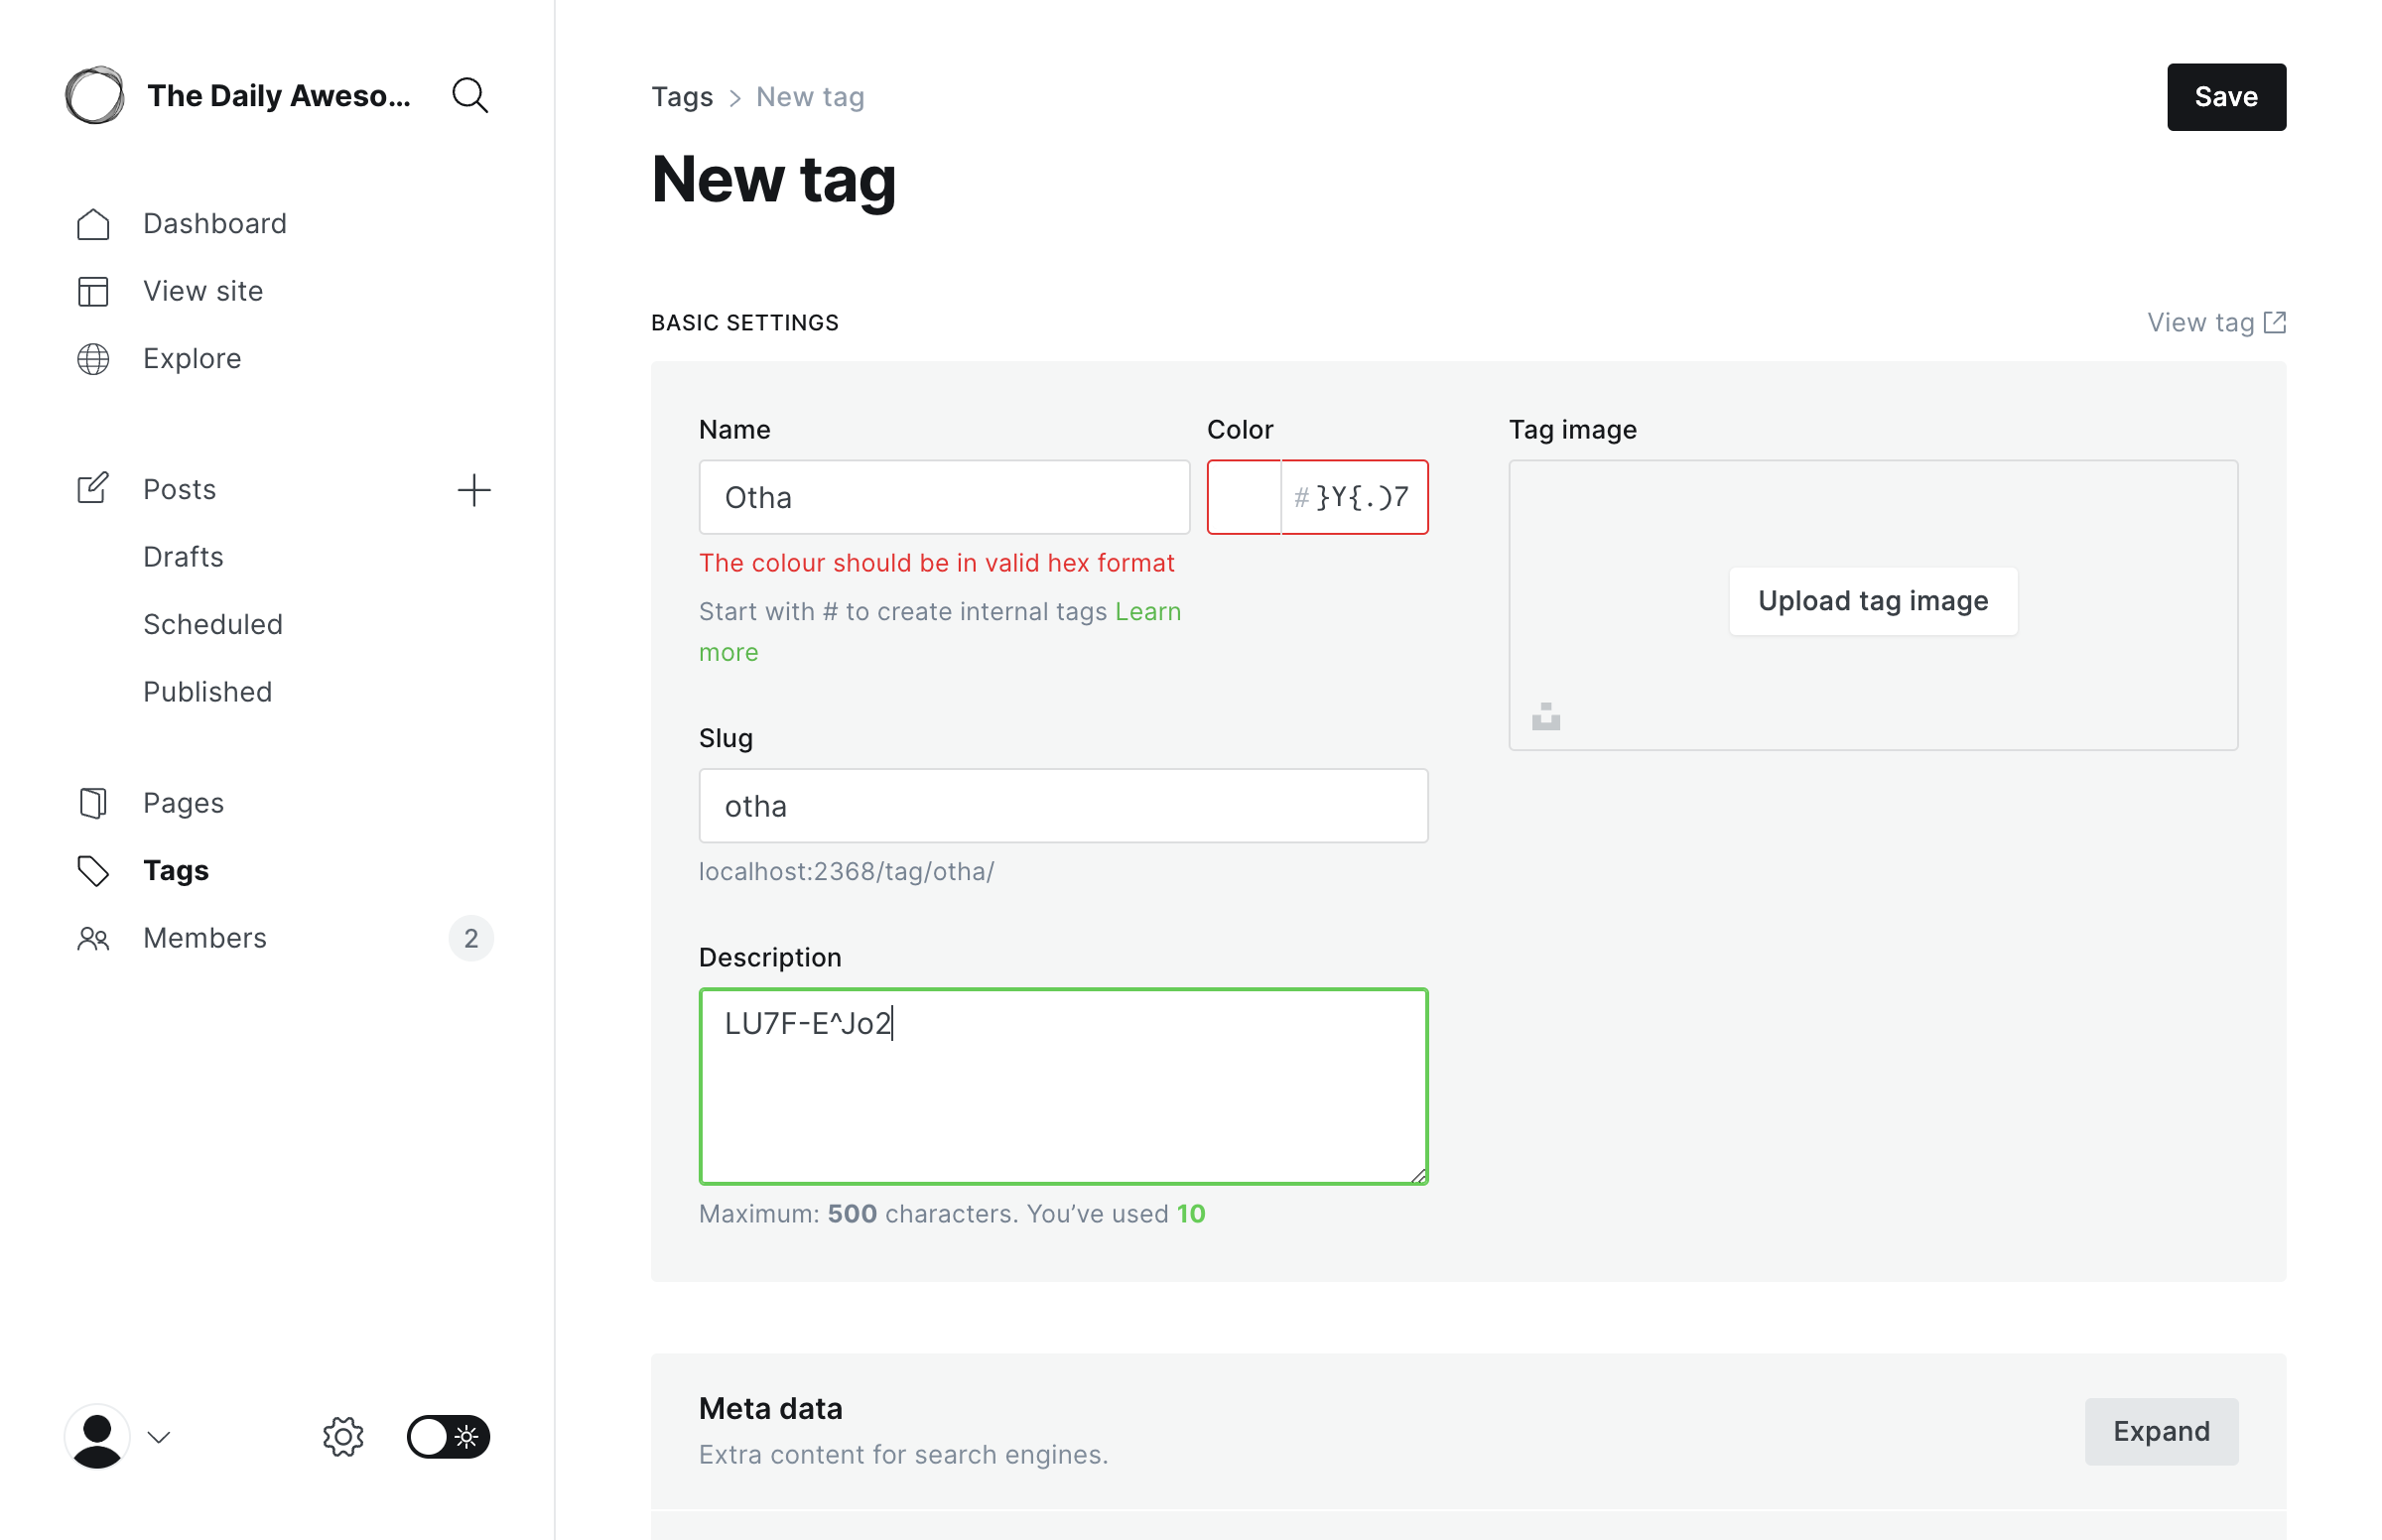 The Daily Aweso...
Dashboard
View site
Explore
Posts
Drafts
Scheduled
Published
Pages
Tags
Members 2
Tags > New tag
Save
New tag
BASIC SETTINGS
View tag
Name
Color
Tag image
Otha
# }Y{.)7
The colour should be in valid hex format
Start with # to create internal tags Learn
more
Upload tag image
Slug
otha
localhost:2368/tag/otha/
Description
LU7F-E^Jo2
Maximum: 500 characters. You’ve used 10
Meta data
Extra content for search engines.
Expand